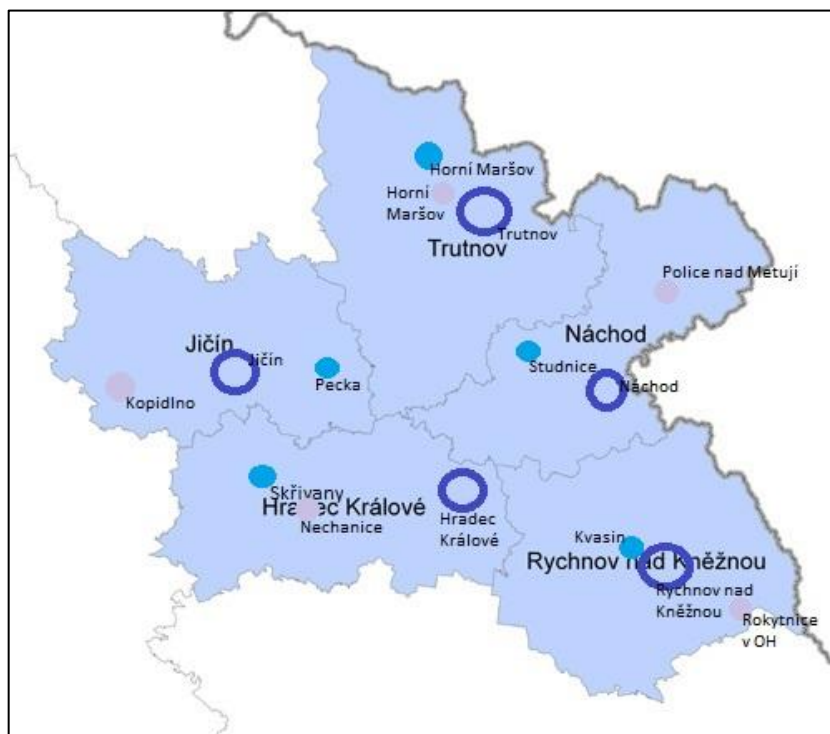 Horní Maršov
Horní
Maršov
Trutnov
Trutnov
Police nad Metují
Náchod
Jičín
Jičín
Studnice
Pecka
Náchod
Kopidlno
Skřivany
Hradec Králové
Nechanice
Hradec
Králové
Kvasin
Rychnov nad Kněžnou
Rychnov nad
Kněžnou
Rokytnice
v OH